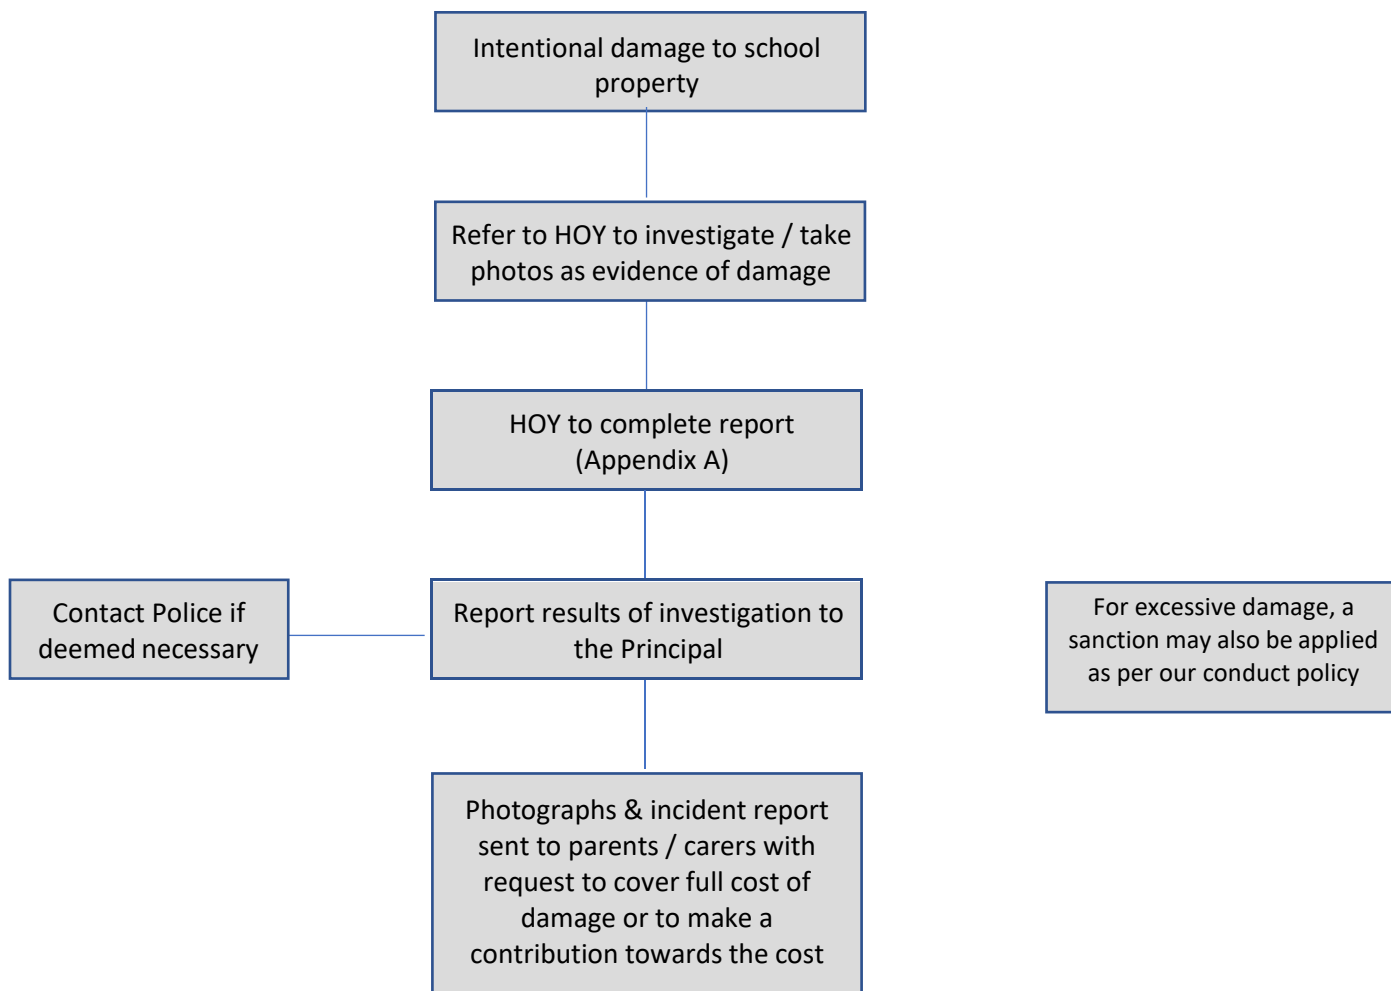 Intentional damage to school
property
Refer to HOY to investigate / take
photos as evidence of damage
HOY to complete report
(Appendix A)
Contact Police if
deemed necessary
Report results of investigation to
the Principal
For excessive damage, a
sanction may also be applied
as per our conduct policy
Photographs & incident report
sent to parents / carers with
request to cover full cost of
damage or to make a
contribution towards the cost